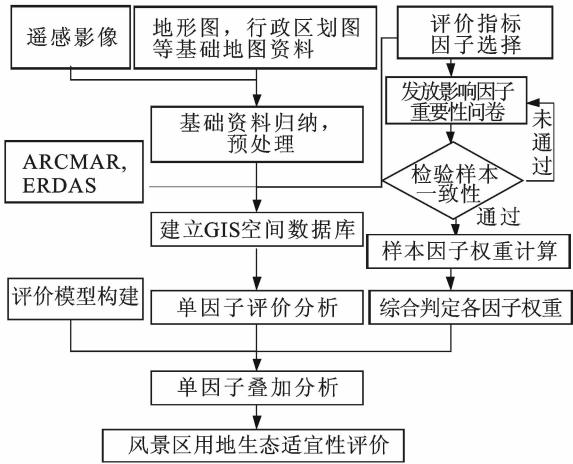 遥感影像
地形图，行政区划图
等基础地图资料
评价指标
因子选择
发放影响因子
重要性问卷
未通过
基础资料归纳，
预处理
ARCMAR,
ERDAS
检验样本
一致性
通过
建立GIS空间数据库
样本因子权重计算
评价模型构建
单因子评价分析
综合判定各因子权重
单因子叠加分析
风景区用地生态适宜性评价